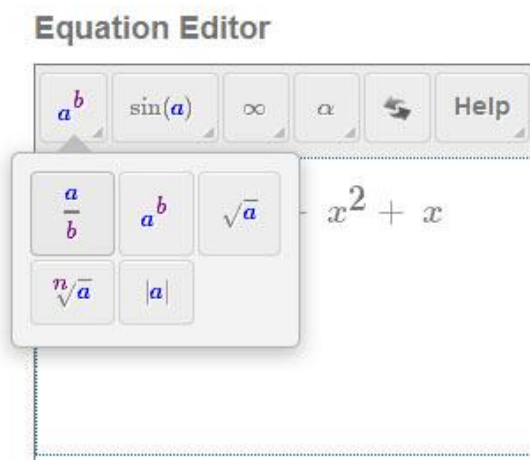 Equation Editor
a^b sin(a) ∞ α Help
a/b a^b √a
x^2 + x
ⁿ√a |a|